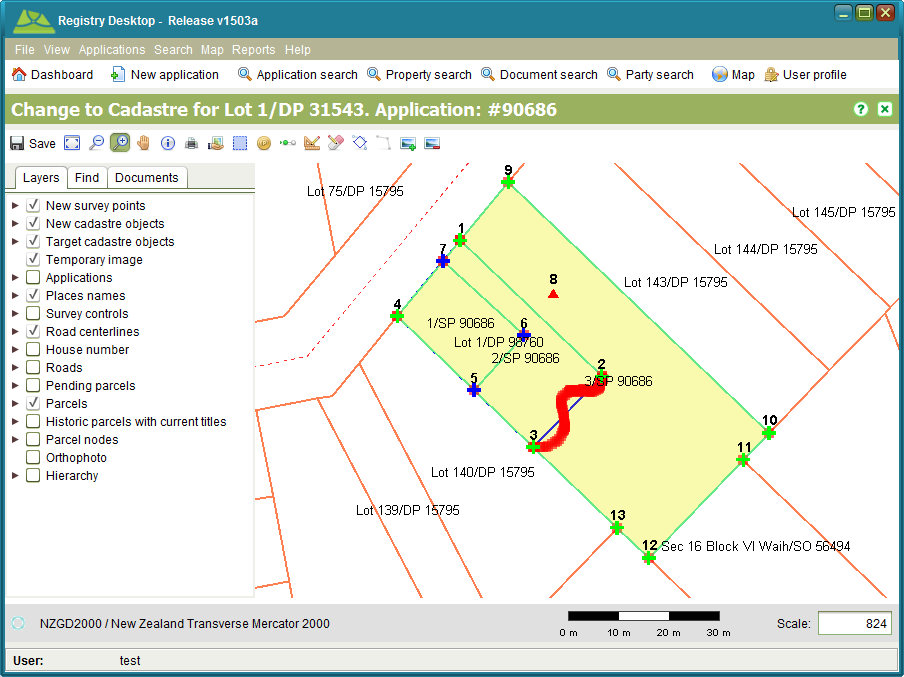 Registry Desktop - Release v1503a
File View Applications Search Map Reports Help
Dashboard New application Application search Property search Document search Party search Map User profile
Change to Cadastre for Lot 1/DP 31543. Application: #90686
Save
Layers Find Documents
New survey points
New cadastre objects
Target cadastre objects
Temporary image
Applications
Places names
Survey controls
Road centerlines
House number
Roads
Pending parcels
Parcels
Historic parcels with current titles
Parcel nodes
Orthophoto
Hierarchy
9
Lot 75/DP 15795
Lot 145/DP 15795
1
7
Lot 144/DP 15795
8
Lot 143/DP 15795
4
1/SP 90686
6
Lot 1/DP 98760
2/SP 90686
2
5
3/DP 90686
10
3
11
Lot 140/DP 15795
Lot 139/DP 15795
13
12
Sec 16 Block VI Waih/SO 56494
NZGD2000 / New Zealand Transverse Mercator 2000
0 m 10 m 20 m 30 m
Scale: 824
User: test